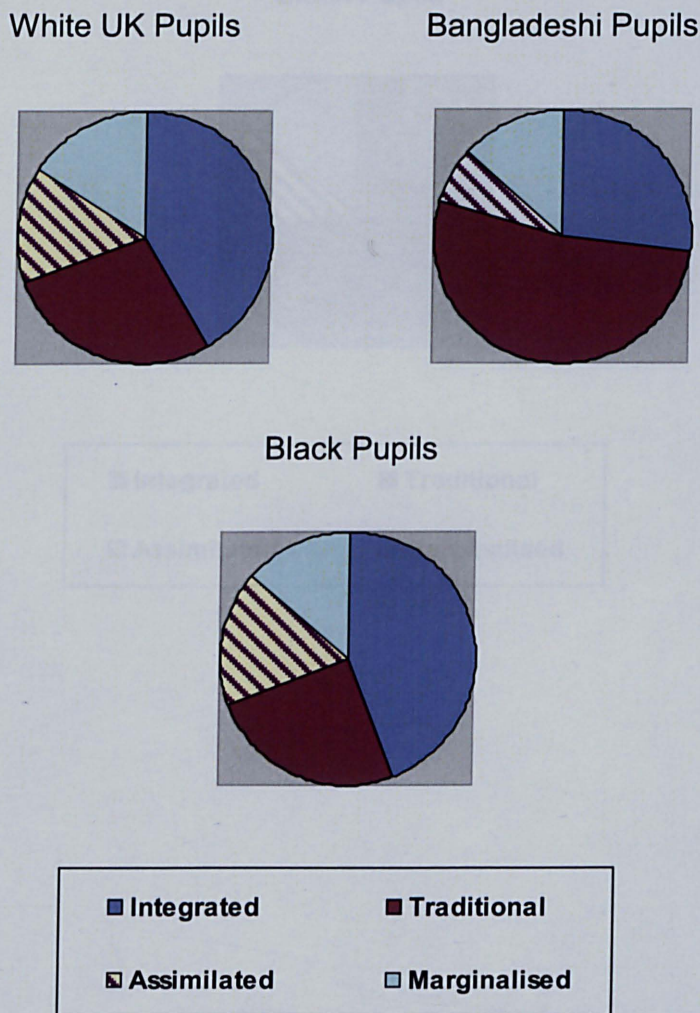 White UK Pupils
Bangladeshi Pupils
Black Pupils
Integrated
Traditional
Assimilated
Marginalised